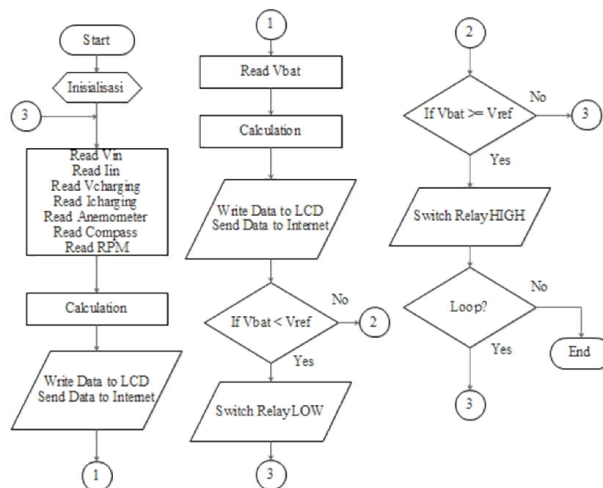 Start
Inisialisasi
3
Read Vin
Read Iin
Read Vcharging
Read Icharging
Read Anemometer
Read Compass
Read RPM
Calculation
Write Data to LCD
Send Data to Internet
1
1
Read Vbat
Calculation
Write Data to LCD
Send Data to Internet
If Vbat < Vref
No
2
Yes
Switch Relay LOW
3
2
If Vbat >= Vref
No
3
Yes
Switch Relay HIGH
Loop?
No
End
Yes
3